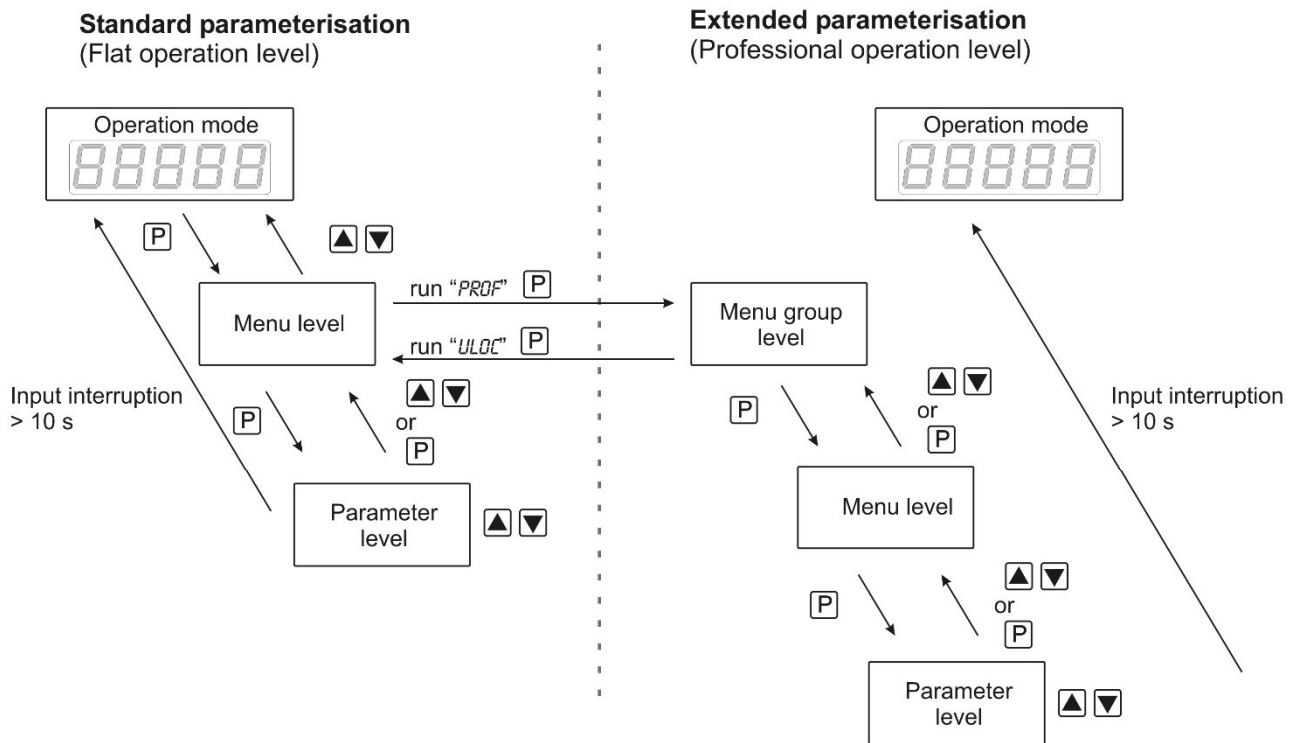 Standard parameterisation
(Flat operation level)
Operation mode
88888
P
▲ ▼
Menu level
run “PROF” P
run “ULOC” P
Input interruption
> 10 s
P
▲ ▼
or
P
Parameter
level
▲ ▼
Extended parameterisation
(Professional operation level)
Operation mode
88888
Menu group
level
P
▲ ▼
or
P
Input interruption
> 10 s
Menu level
P
▲ ▼
or
P
Parameter
level
▲ ▼